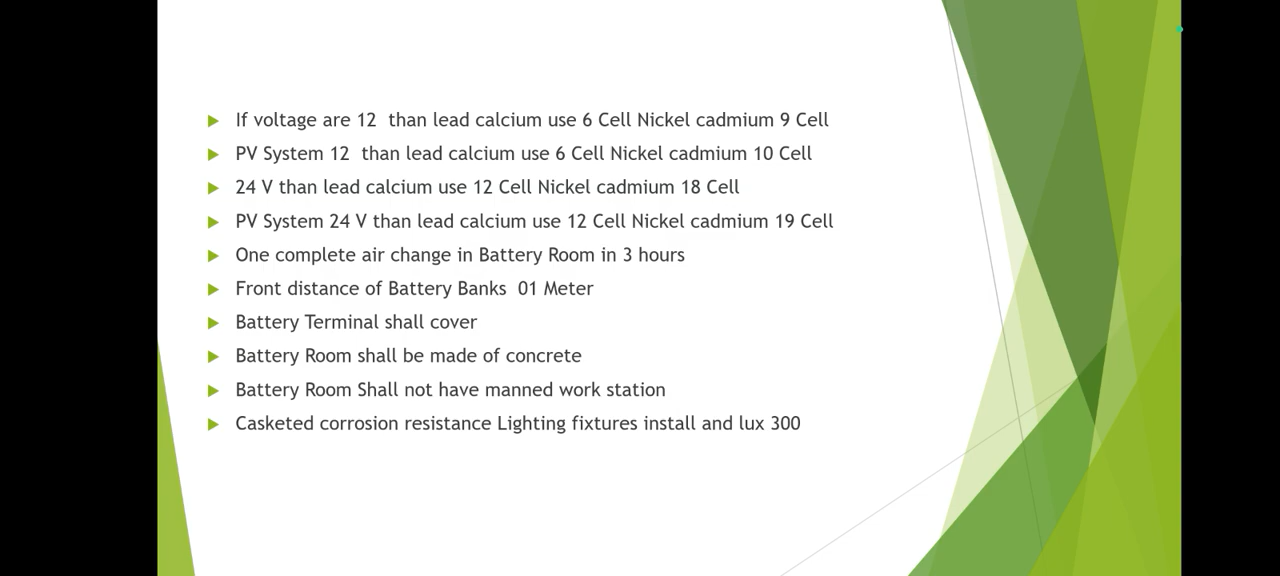 If voltage are 12  than lead calcium use 6 Cell Nickel cadmium 9 Cell
PV System 12  than lead calcium use 6 Cell Nickel cadmium 10 Cell
24 V than lead calcium use 12 Cell Nickel cadmium 18 Cell
PV System 24 V than lead calcium use 12 Cell Nickel cadmium 19 Cell
One complete air change in Battery Room in 3 hours
Front distance of Battery Banks  01 Meter
Battery Terminal shall cover
Battery Room shall be made of concrete
Battery Room Shall not have manned work station
Casketed corrosion resistance Lighting fixtures install and lux 300